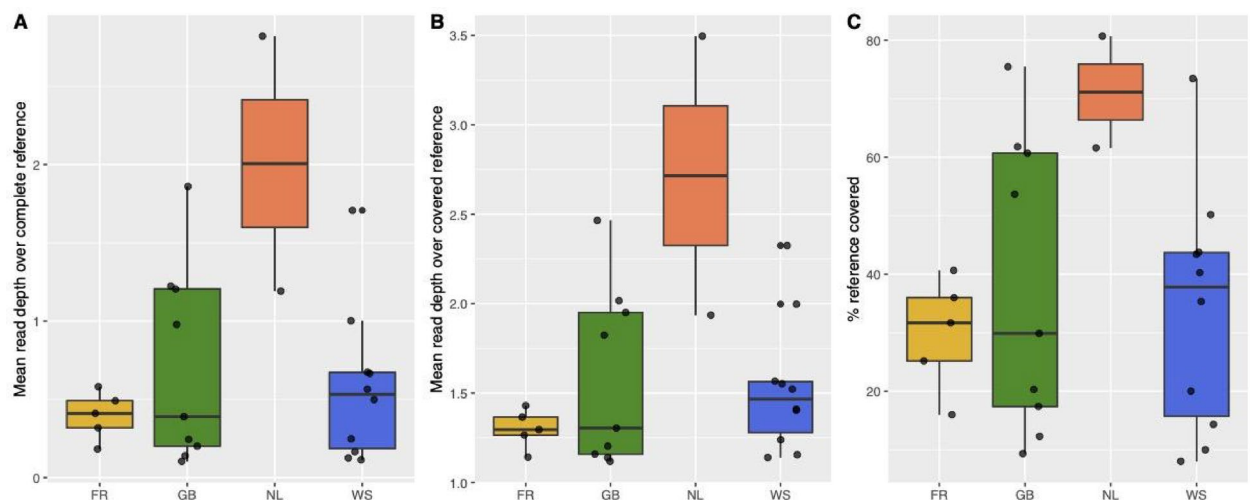 A
Mean read depth over complete reference
2
1
0
FR GB NL WS
B
Mean read depth over covered reference
3.5
3.0
2.5
2.0
1.5
1.0
FR GB NL WS
C
% reference covered
80
60
40
20
FR GB NL WS